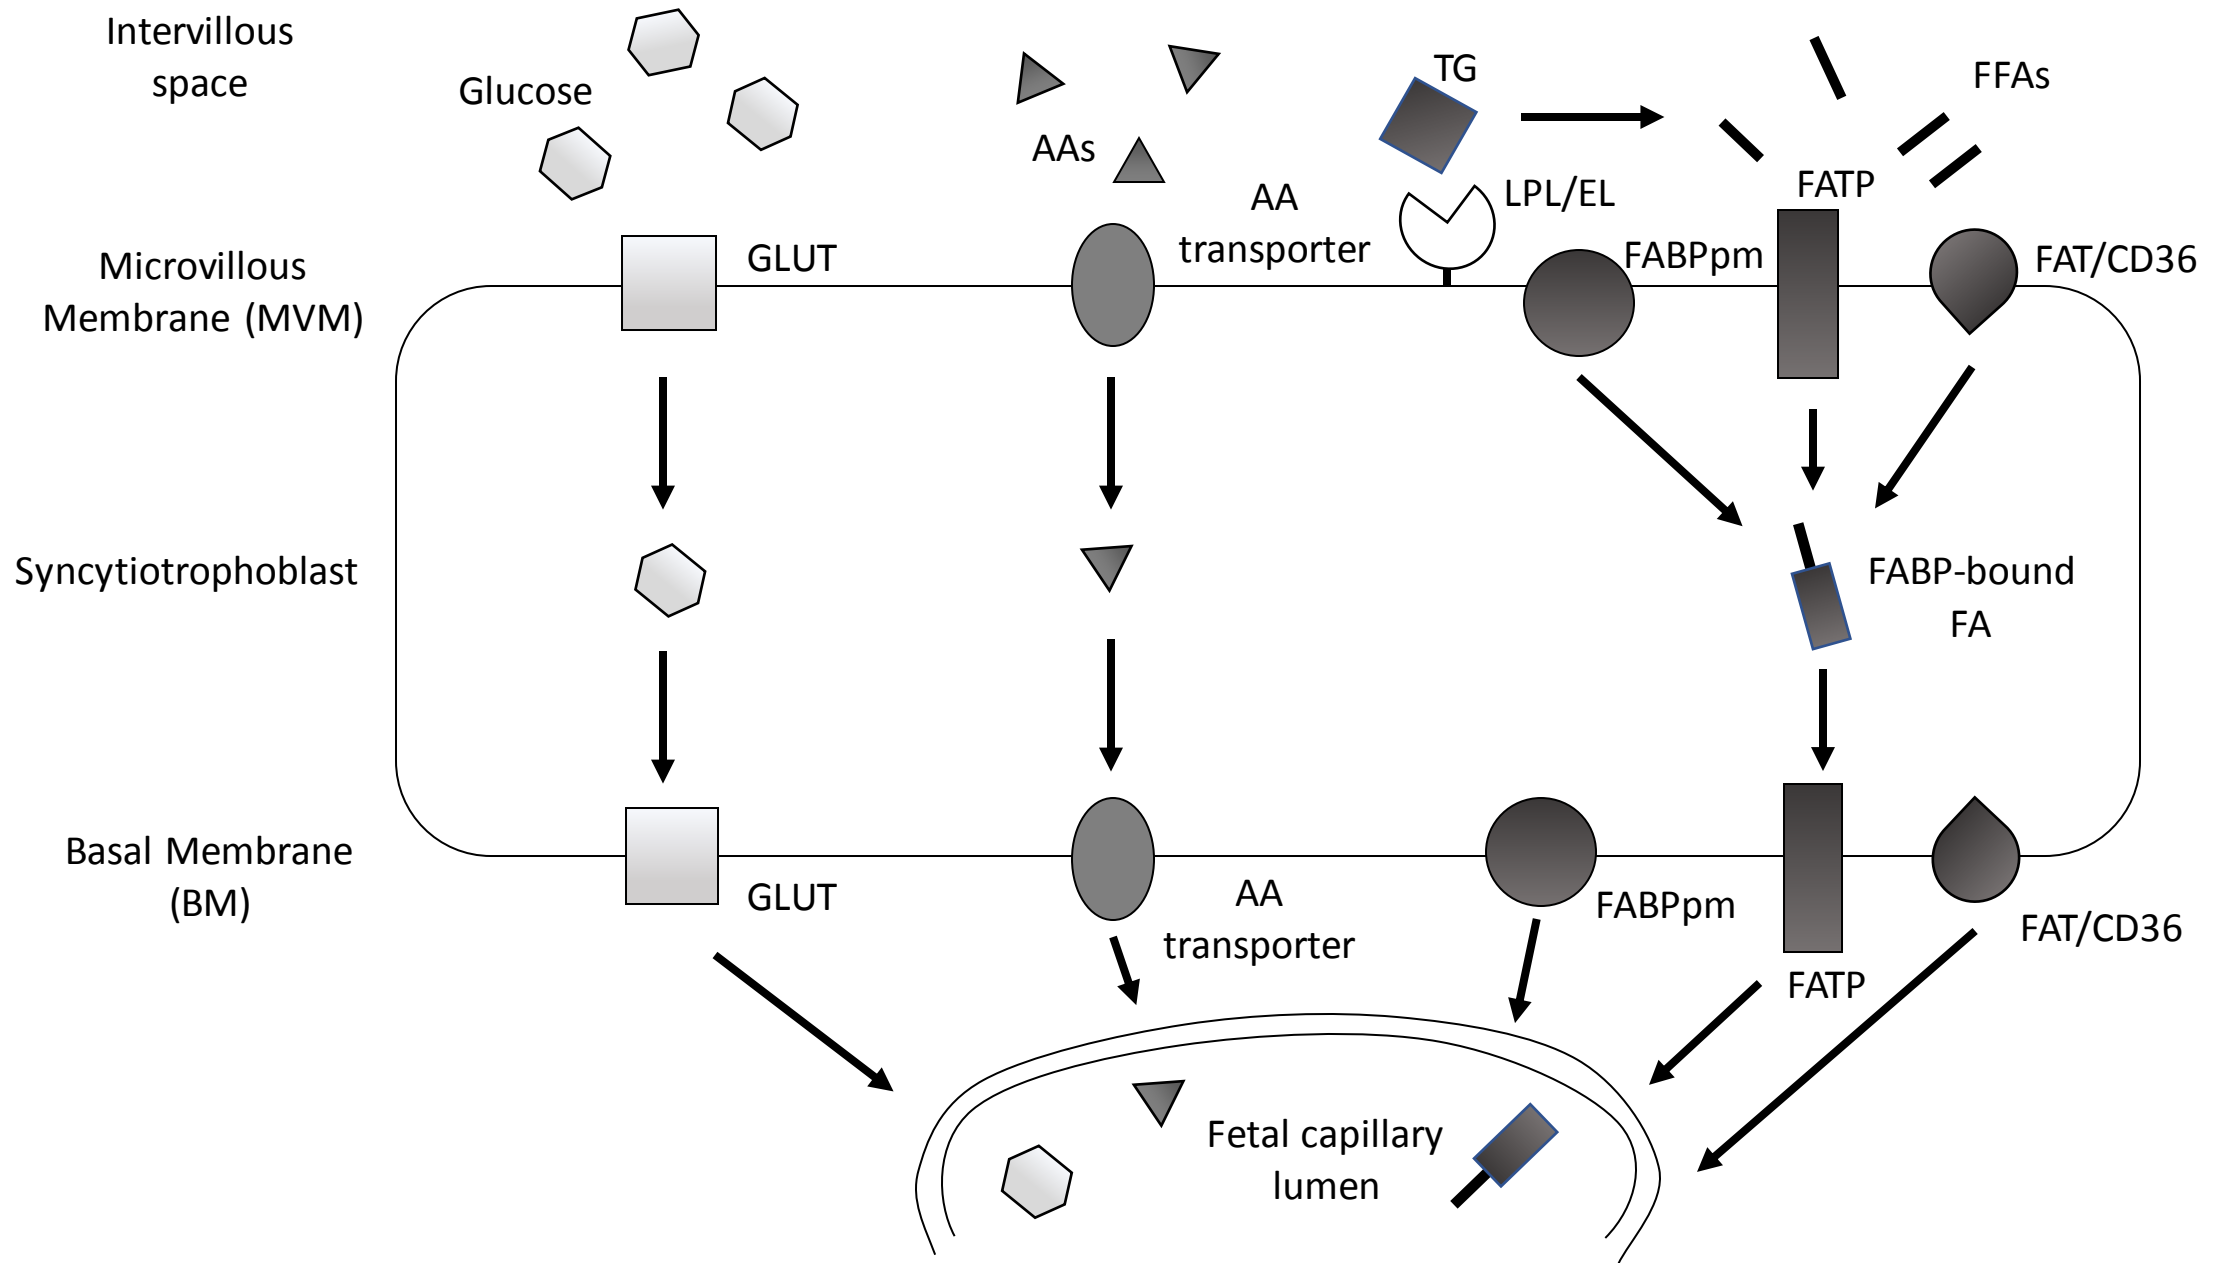 Intervillous
space
Glucose
AAs
TG
FFAs
LPL/EL
FATP
AA
transporter
Microvillous
Membrane (MVM)
GLUT
FABPpm
FAT/CD36
Syncytiotrophoblast
FABP-bound
FA
Basal Membrane
(BM)
GLUT
AA
transporter
FABPpm
FAT/CD36
FATP
Fetal capillary
lumen